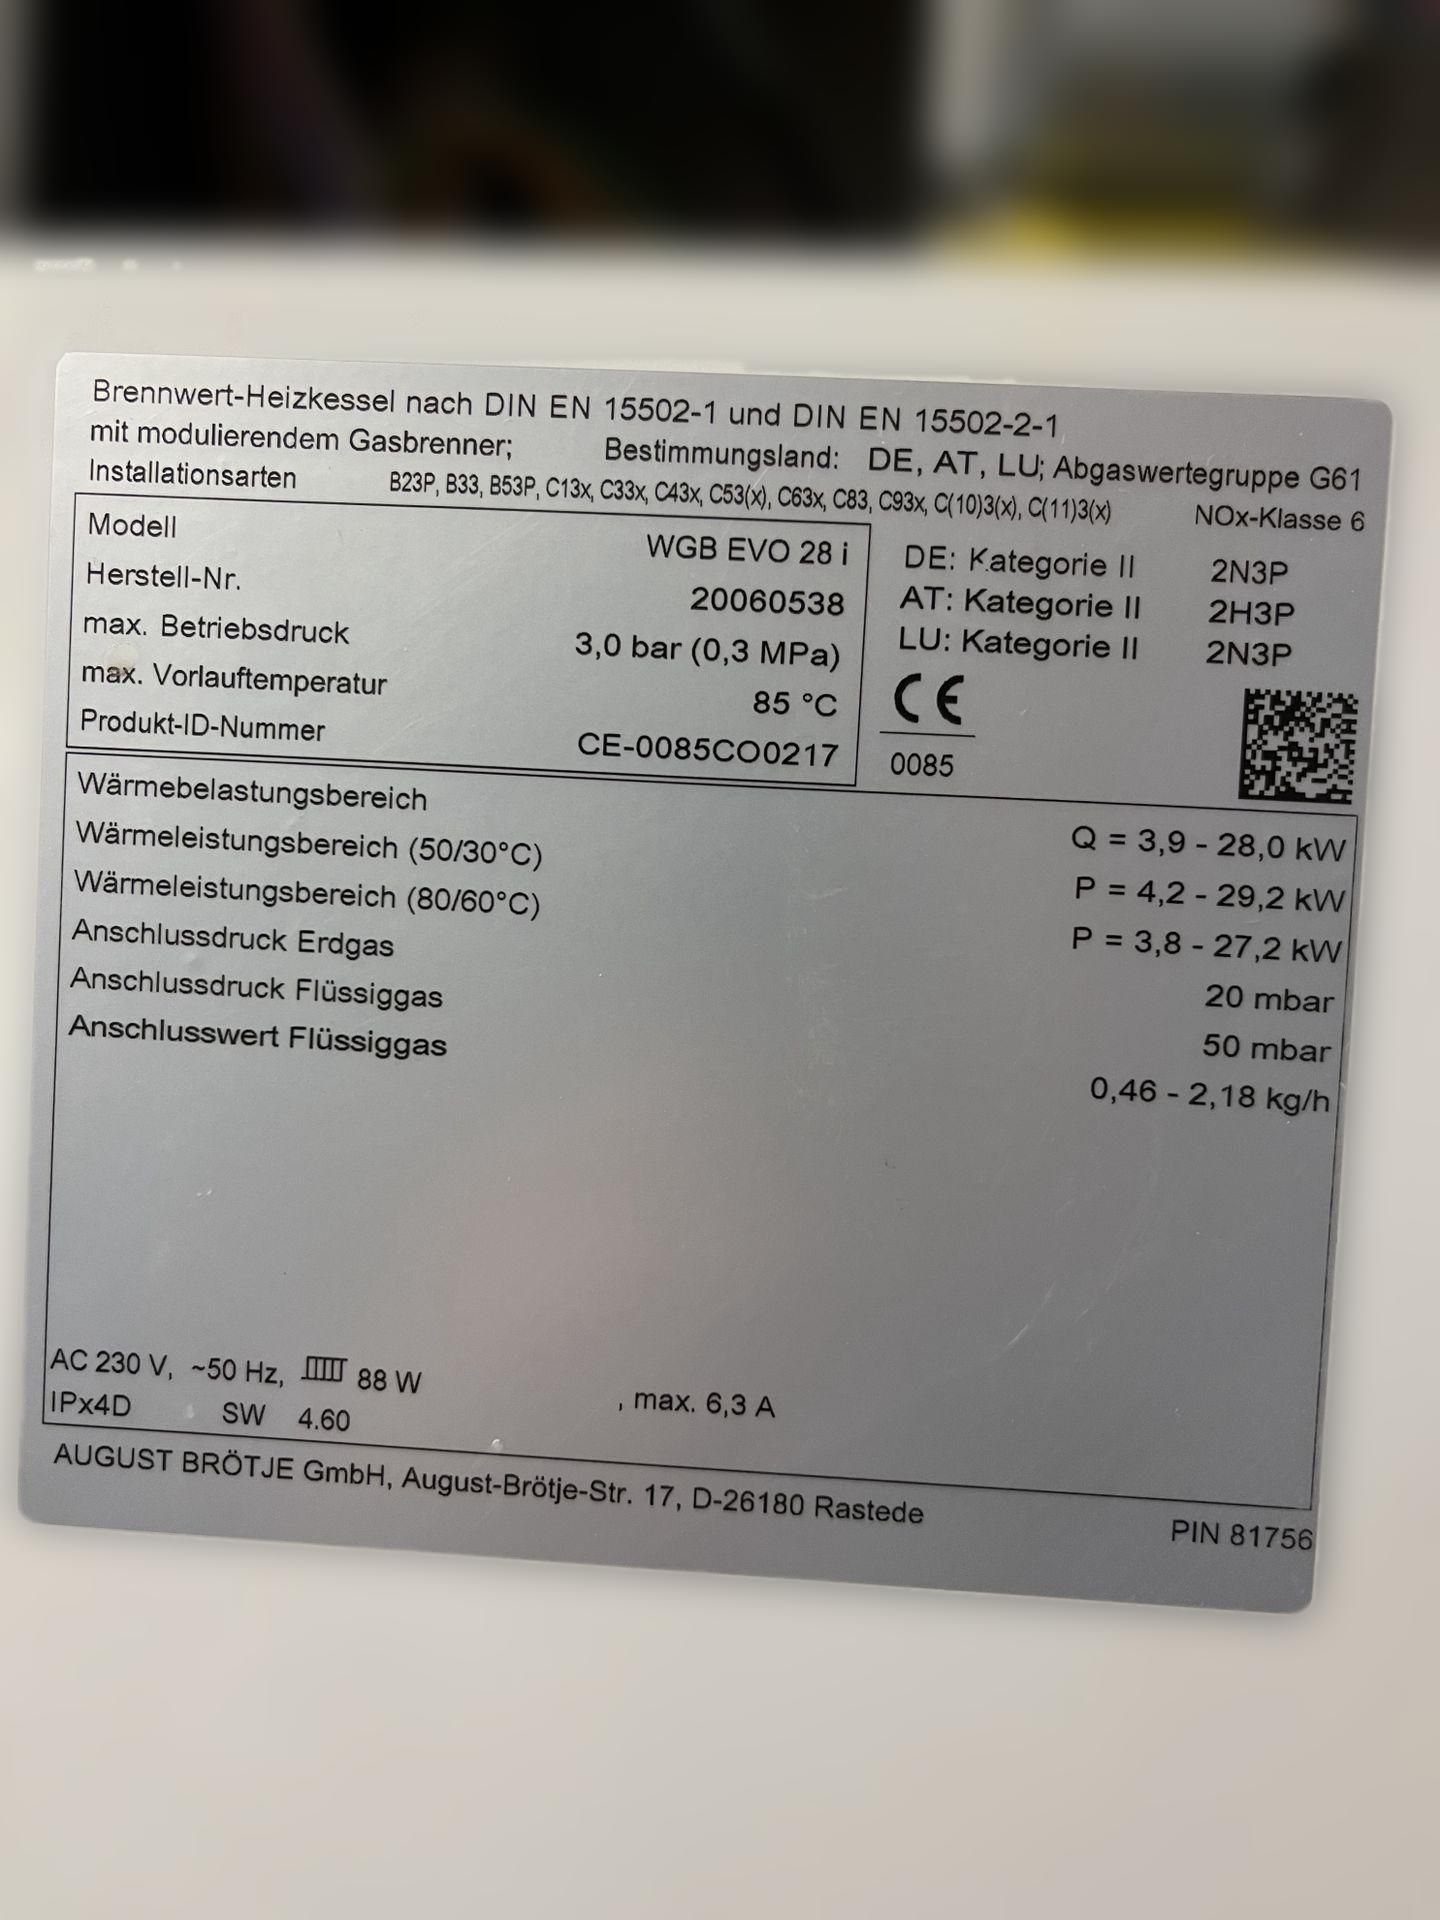 Brennwert-Heizkessel nach DIN EN 15502-1 und DIN EN 15502-2-1
mit modulierendem Gasbrenner; Bestimmungsland: DE, AT, LU; Abgaswertegruppe G61
Installationsarten B23P, B33, B53P, C13x, C33x, C43x, C53(x), C63x, C83, C93x, C(10)3(x), C(11)3(x) NOx-Klasse 6
Modell WGB EVO 28 i
Herstell-Nr. 20060538
max. Betriebsdruck 3,0 bar (0,3 MPa)
max. Vorlauftemperatur 85 °C
Produkt-ID-Nummer CE-0085CO0217
DE: Kategorie II 2N3P
AT: Kategorie II 2H3P
LU: Kategorie II 2N3P
CE
0085
Wärmebelastungsbereich Q = 3,9 - 28,0 kW
Wärmeleistungsbereich (50/30°C) P = 4,2 - 29,2 kW
Wärmeleistungsbereich (80/60°C) P = 3,8 - 27,2 kW
Anschlussdruck Erdgas 20 mbar
Anschlussdruck Flüssiggas 50 mbar
Anschlusswert Flüssiggas 0,46 - 2,18 kg/h
AC 230 V, ~50 Hz, 88 W , max. 6,3 A
IPx4D SW 4.60
AUGUST BRÖTJE GmbH, August-Brötje-Str. 17, D-26180 Rastede
PIN 81756